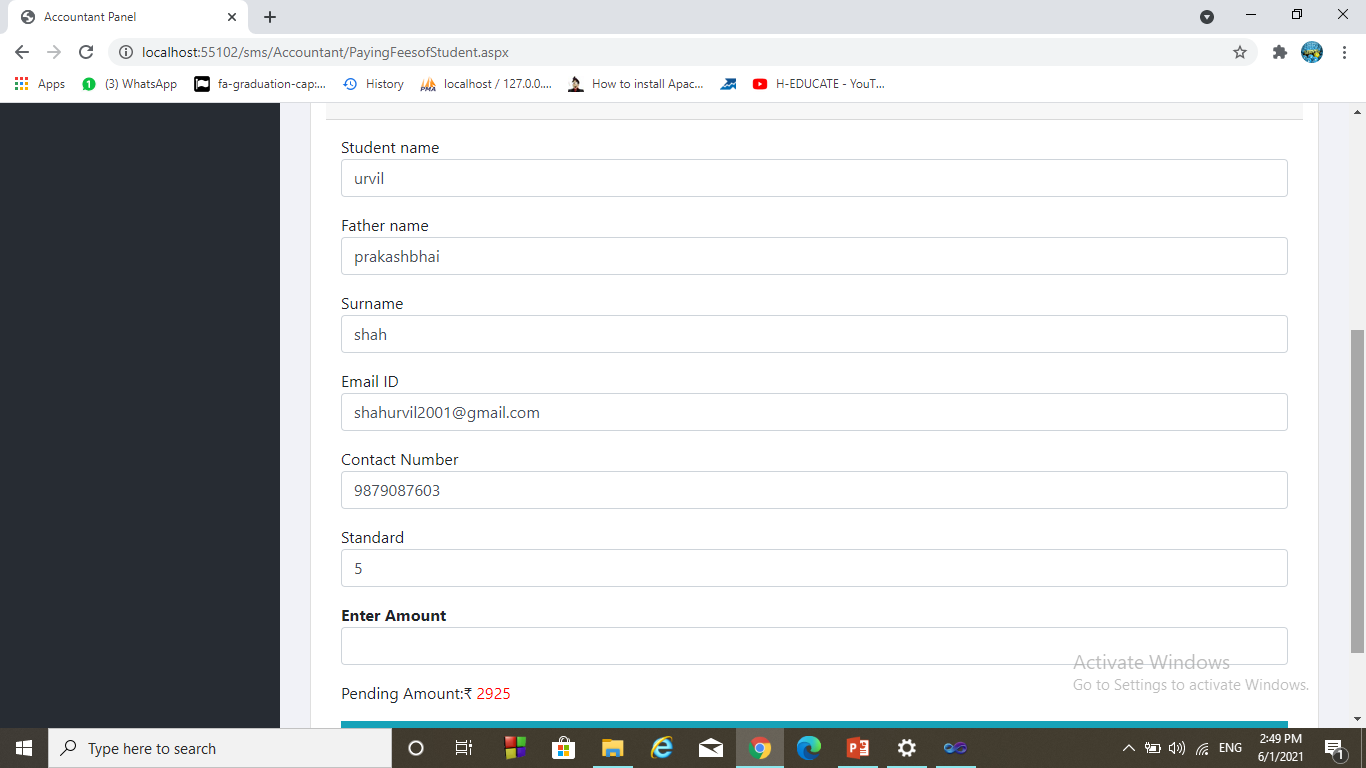 Accountant Panel
localhost:55102/sms/Accountant/PayingFeesofStudent.aspx
Apps
1
(3) WhatsApp
fa-graduation-cap:...
History
PMA
localhost / 127.0.0....
How to install Apac...
H-EDUCATE - YouT...
Student name
urvil
Father name
prakashbhai
Surname
shah
Email ID
shahurvil2001@gmail.com
Contact Number
9879087603
Standard
5
Enter Amount
Activate Windows
Go to Settings to activate Windows.
Pending Amount:₹ 2925
Type here to search
ENG
2:49 PM
6/1/2021
1